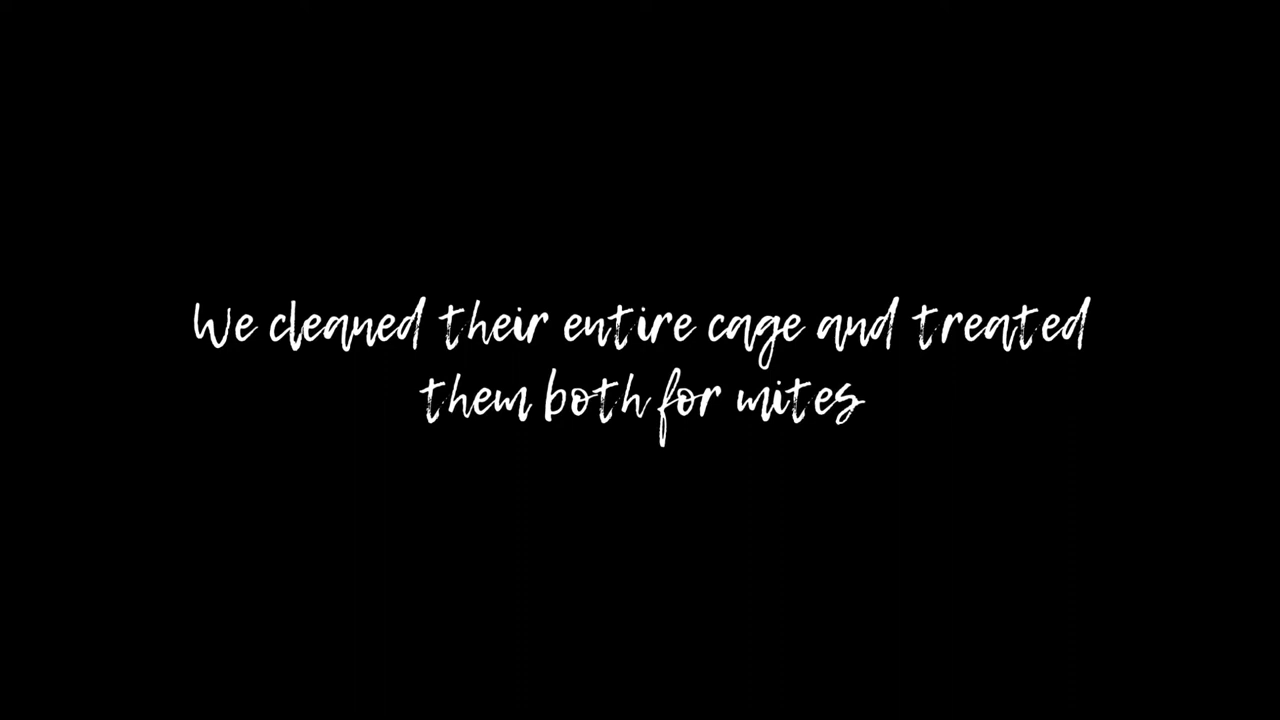 We cleaned their entire cage and treated
them both for mites